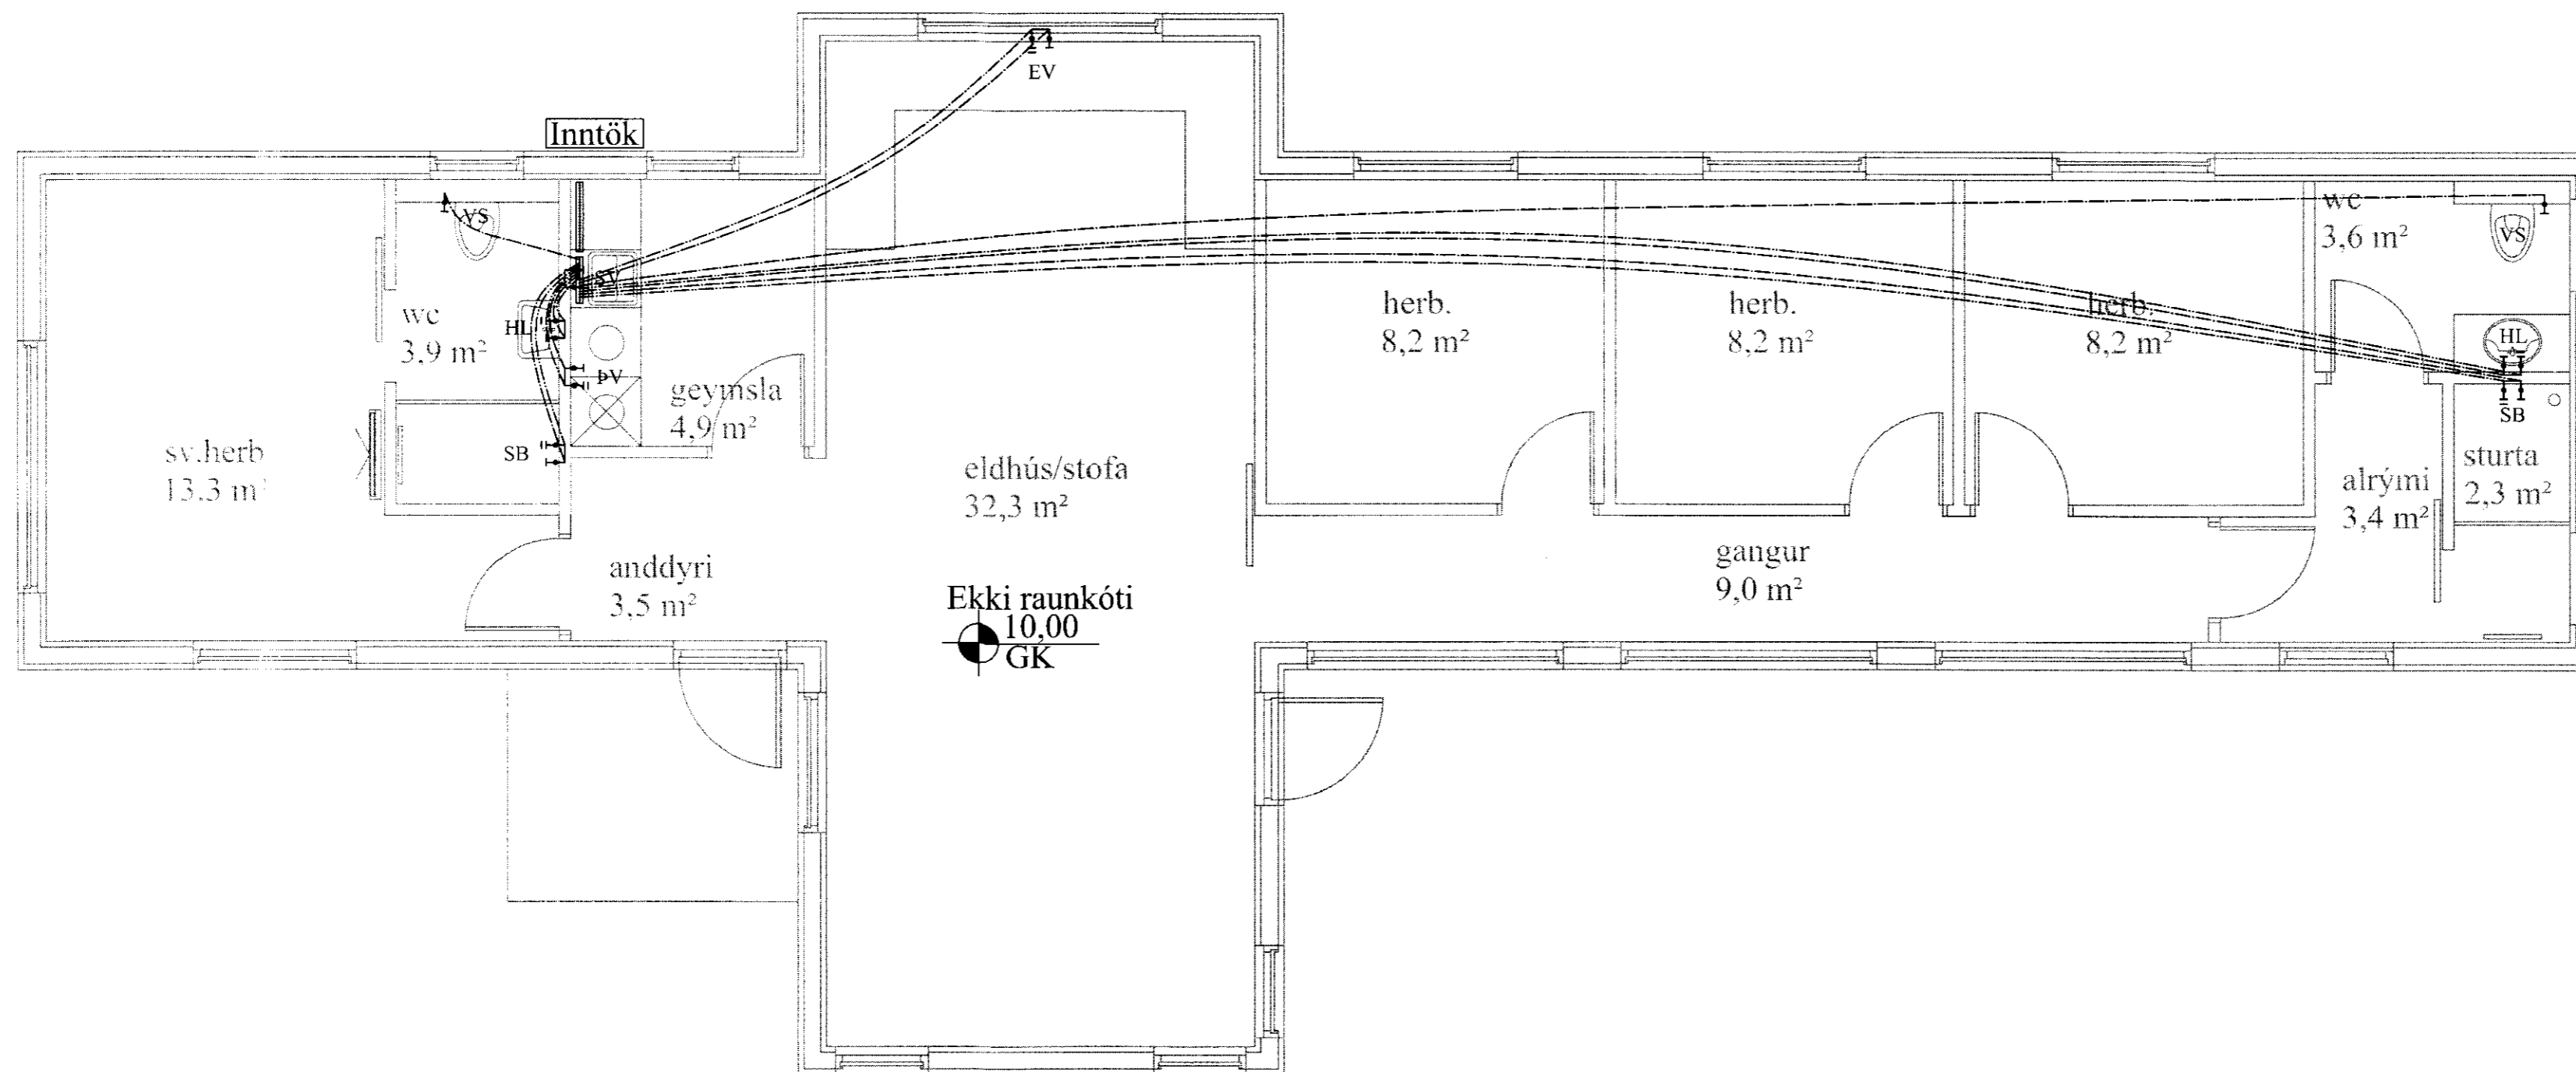 EV
Inntök
VS
wc
3,6 m²
VS
SV
herb.
8,2 m²
herb.
8,2 m²
herb.
8,2 m²
wc
3,9 m²
HL
HL
ÞV
geymsla
4,9 m²
SB
SB
sv.herb
13.3 m²
eldhús/stofa
32,3 m²
alrými
3,4 m²
sturta
2,3 m²
anddyri
3,5 m²
gangur
9,0 m²
Ekki raunkóti
10,00
GK